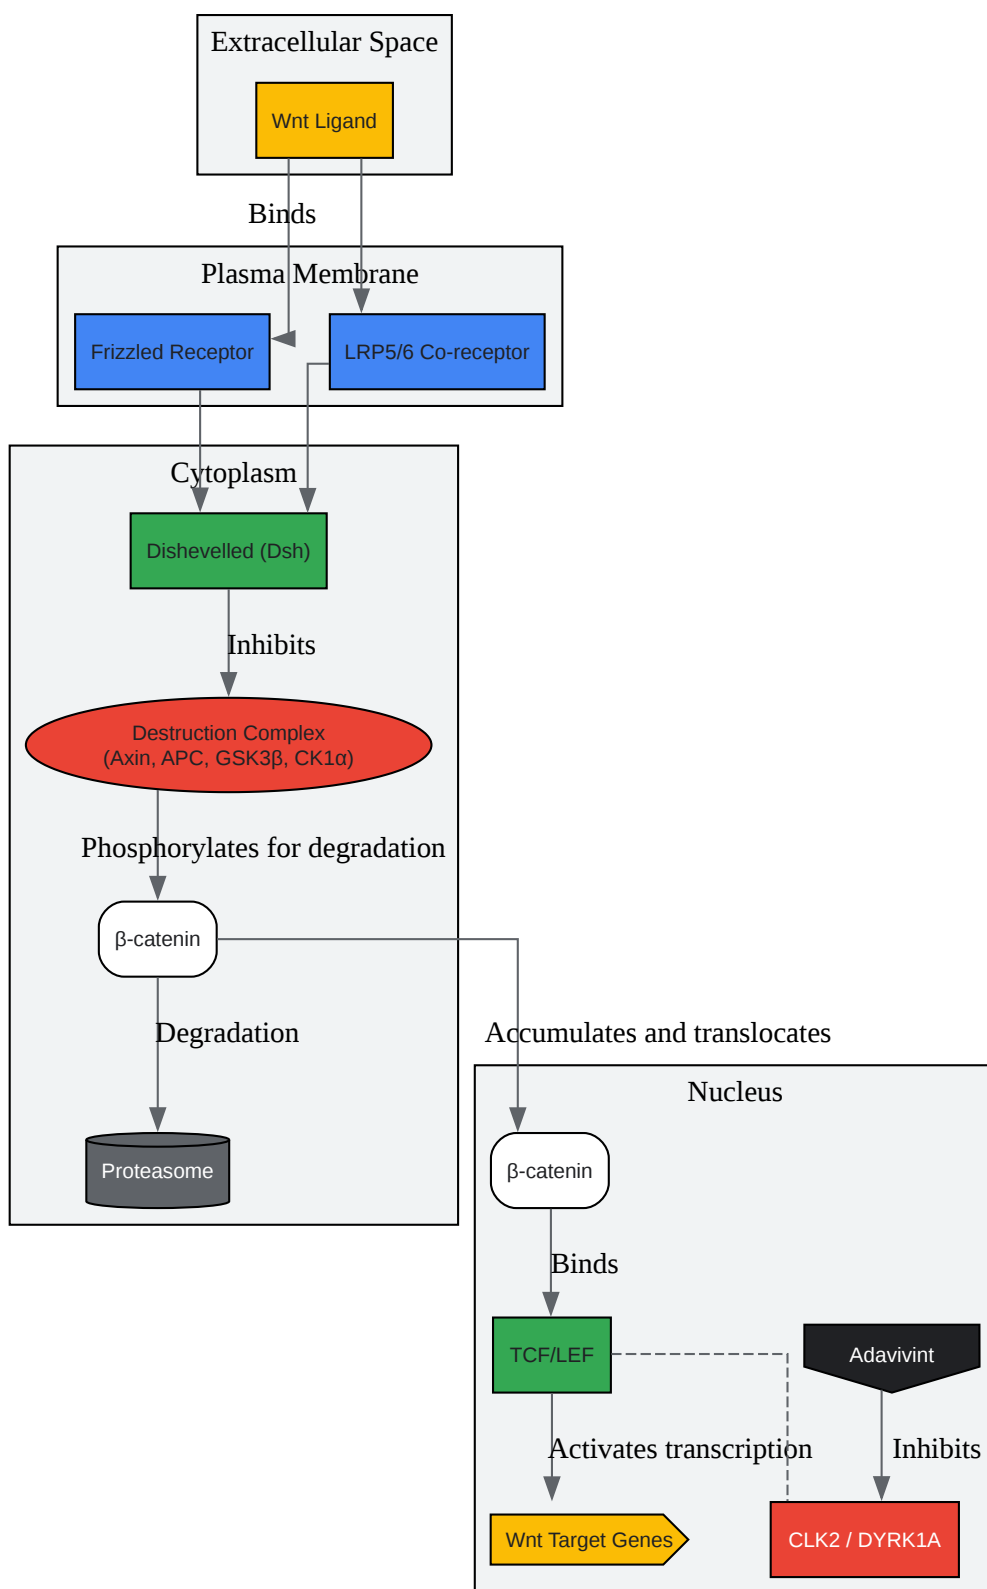 Extracellular Space
Wnt Ligand
Binds
Plasma Membrane
Frizzled Receptor
LRP5/6 Co-receptor
Cytoplasm
Dishevelled (Dsh)
Inhibits
Destruction Complex
(Axin, APC, GSK3β, CK1α)
Phosphorylates for degradation
β-catenin
Degradation
Accumulates and translocates
Proteasome
Nucleus
β-catenin
Binds
TCF/LEF
Adavivint
Activates transcription
Inhibits
Wnt Target Genes
CLK2 / DYRK1A